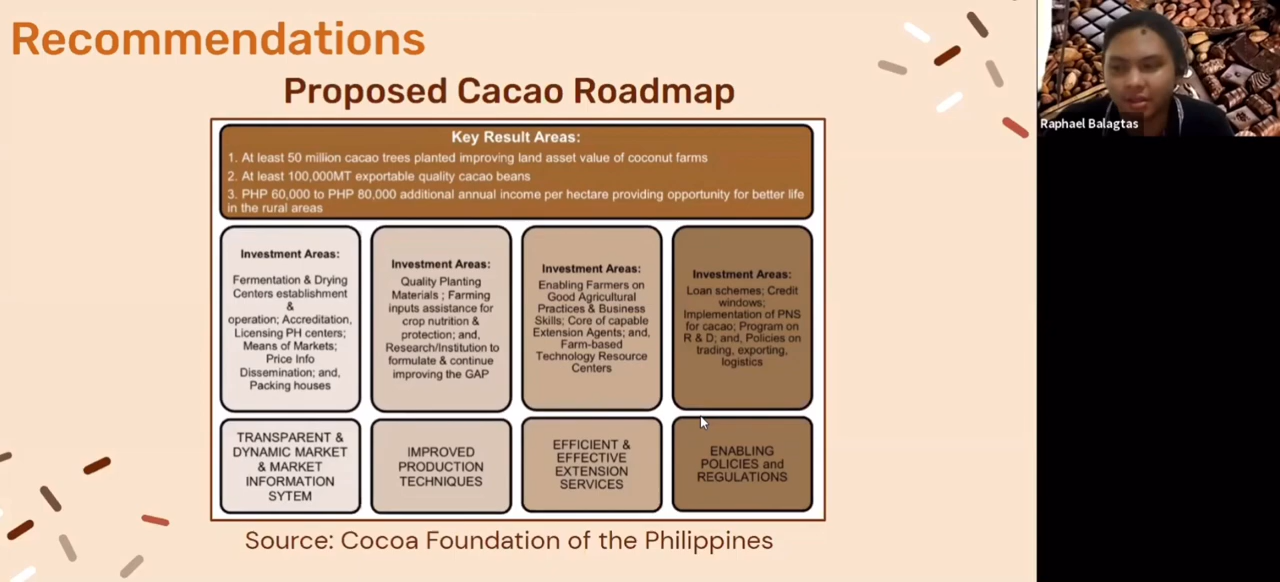 Recommendations
Proposed Cacao Roadmap
Key Result Areas:
1. At least 50 million cacao trees planted improving land asset value of coconut farms
2. At least 100,000MT exportable quality cacao beans
3. PHP 60,000 to PHP 80,000 additional annual income per hectare providing opportunity for better life
in the rural areas
Investment Areas:
Fermentation & Drying
Centers establishment
&
operation; Accreditation,
Licensing PH centers;
Means of Markets;
Price Info
Dissemination; and,
Packing houses
Investment Areas:
Quality Planting
Materials ; Farming
inputs assistance for
crop nutrition &
protection; and,
Research/Institution to
formulate & continue
improving the GAP
Investment Areas:
Enabling Farmers on
Good Agricultural
Practices & Business
Skills; Core of capable
Extension Agents; and,
Farm-based
Technology Resource
Centers
Investment Areas:
Loan schemes; Credit
windows;
Implementation of PNS
for cacao; Program on
R & D; and, Policies on
trading, exporting,
logistics
TRANSPARENT &
DYNAMIC MARKET
& MARKET
INFORMATION
SYTEM
IMPROVED
PRODUCTION
TECHNIQUES
EFFICIENT &
EFFECTIVE
EXTENSION
SERVICES
ENABLING
POLICIES and
REGULATIONS
Source: Cocoa Foundation of the Philippines
Raphael Balagtas